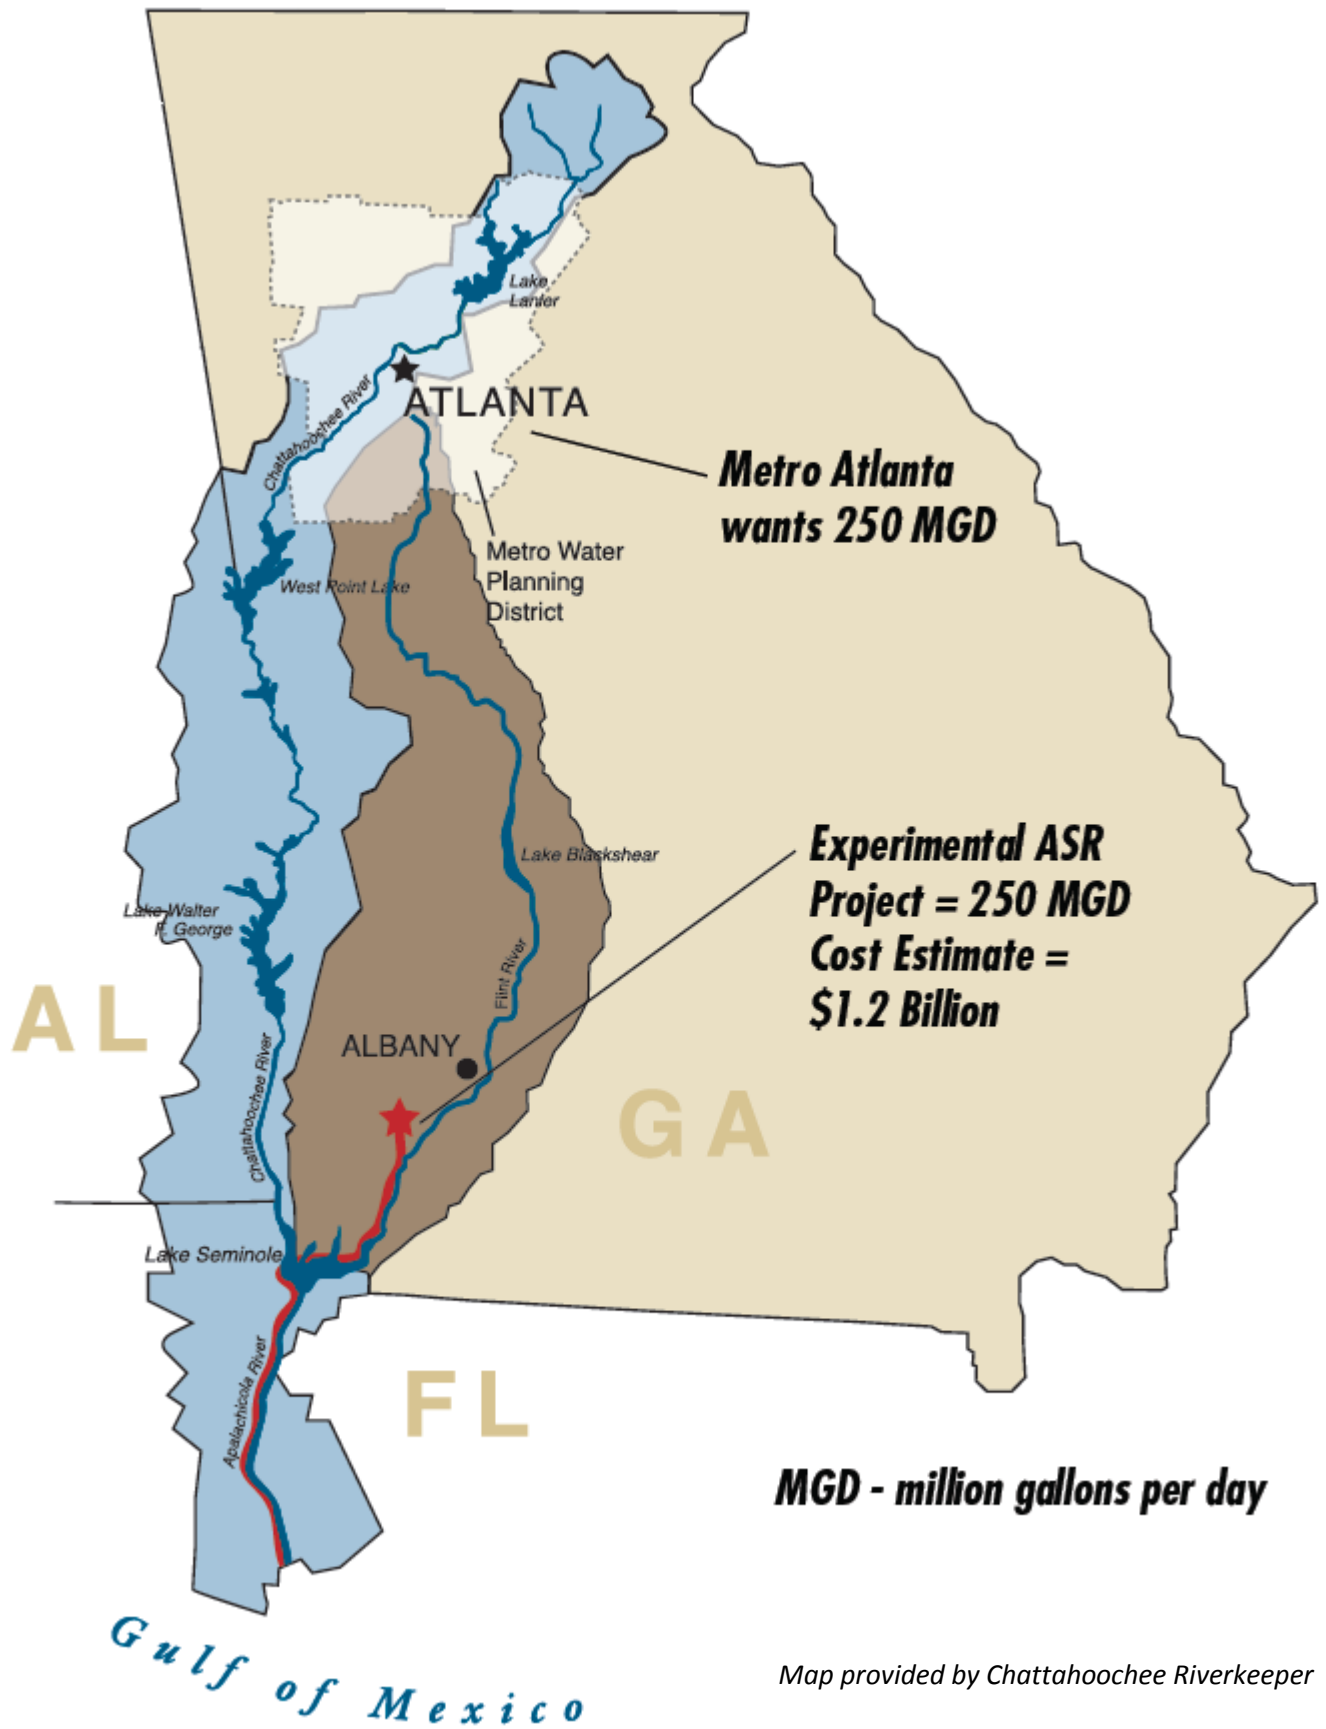 Lake
Lanier
ATLANTA
Chattahoochee River
Metro Atlanta
wants 250 MGD
Metro Water
Planning
District
West Point Lake
Experimental ASR
Project = 250 MGD
Cost Estimate =
$1.2 Billion
Lake Blackshear
Lake Walter
F. George
Flint River
AL
ALBANY
Chattahoochee River
GA
Lake Seminole
Apalachicola River
FL
MGD - million gallons per day
Gulf of Mexico
Map provided by Chattahoochee Riverkeeper